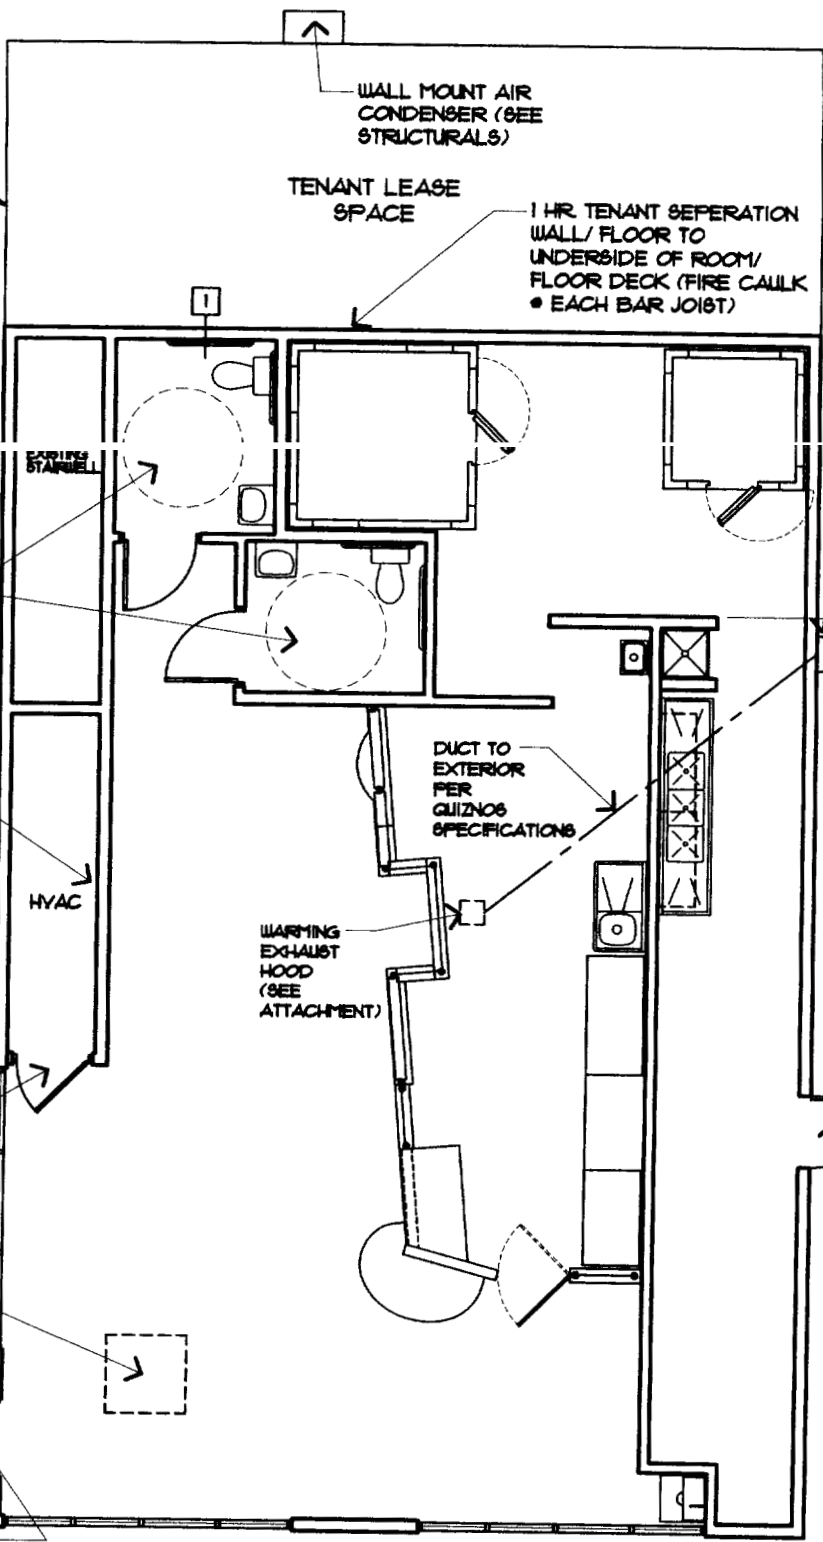 WALL MOUNT AIR
CONDENSER (SEE
STRUCTURALS)
TENANT LEASE
SPACE
1 HR. TENANT SEPERATION
WALL/ FLOOR TO
UNDERSIDE OF ROOM/
FLOOR DECK (FIRE CAULK
@ EACH BAR JOIST)
1
EXISTING
STAIRWELL
DUCT TO
EXTERIOR
PER
QUIZNOS
SPECIFICATIONS
HVAC
WARMING
EXHAUST
HOOD
(SEE
ATTACHMENT)